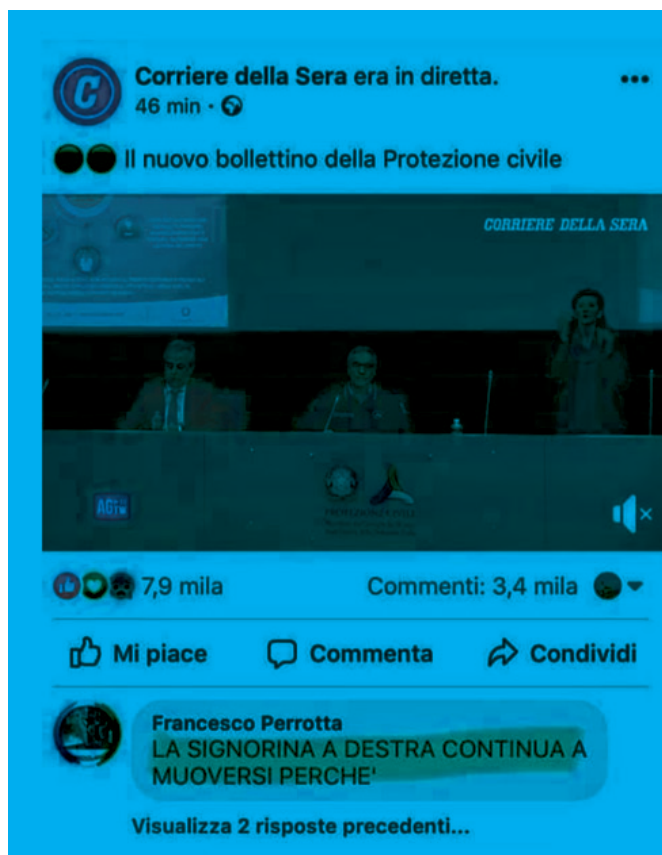 Corriere della Sera era in diretta.
46 min
Il nuovo bollettino della Protezione civile
CORRIERE DELLA SERA
PROTEZIONE CIVILE
7,9 mila
Commenti: 3,4 mila
Mi piace
Commenta
Condividi
Francesco Perrotta
LA SIGNORINA A DESTRA CONTINUA A
MUOVERSI PERCHE'
Visualizza 2 risposte precedenti...